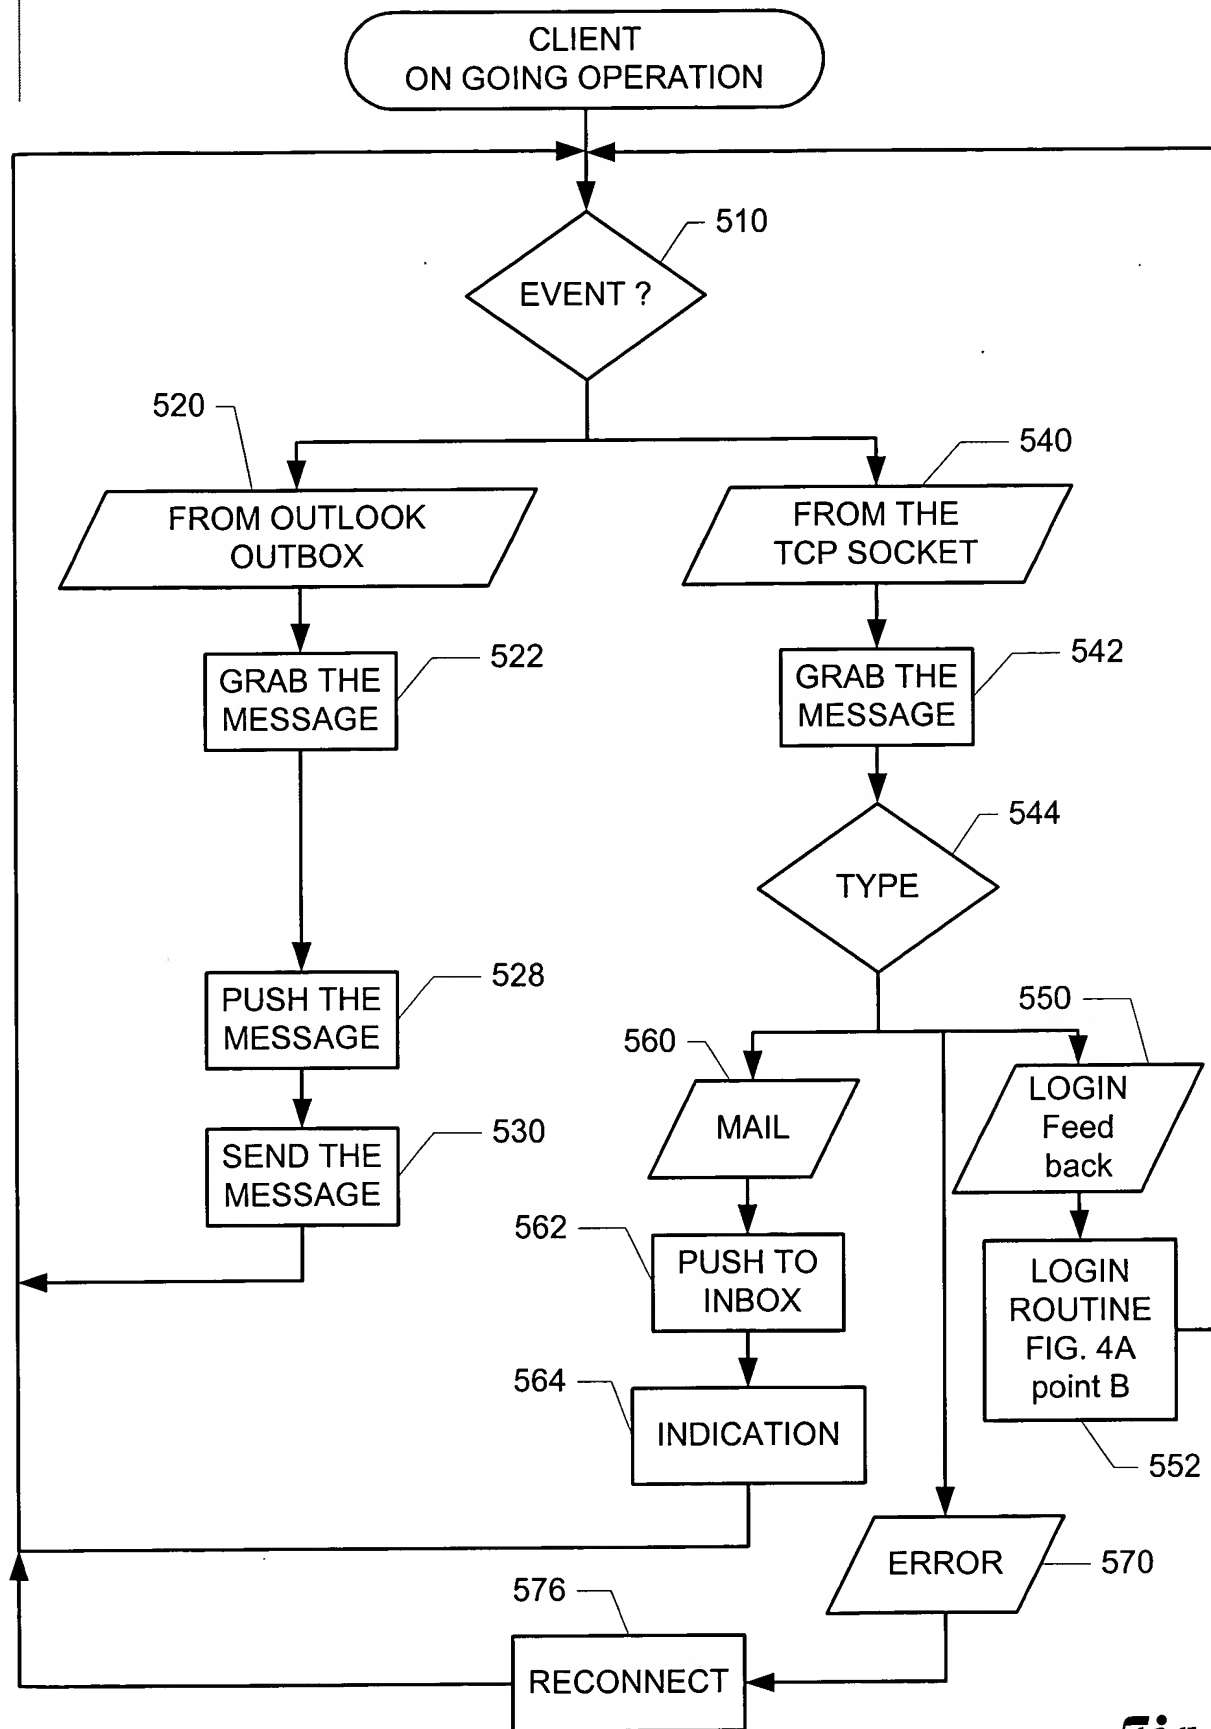 CLIENT
ON GOING OPERATION
510
EVENT ?
520
540
FROM OUTLOOK
OUTBOX
FROM THE
TCP SOCKET
522
GRAB THE
MESSAGE
542
GRAB THE
MESSAGE
544
TYPE
528
PUSH THE
MESSAGE
550
560
LOGIN
Feed
back
MAIL
530
SEND THE
MESSAGE
562
PUSH TO
INBOX
LOGIN
ROUTINE
FIG. 4A
point B
564
INDICATION
552
ERROR
570
576
RECONNECT